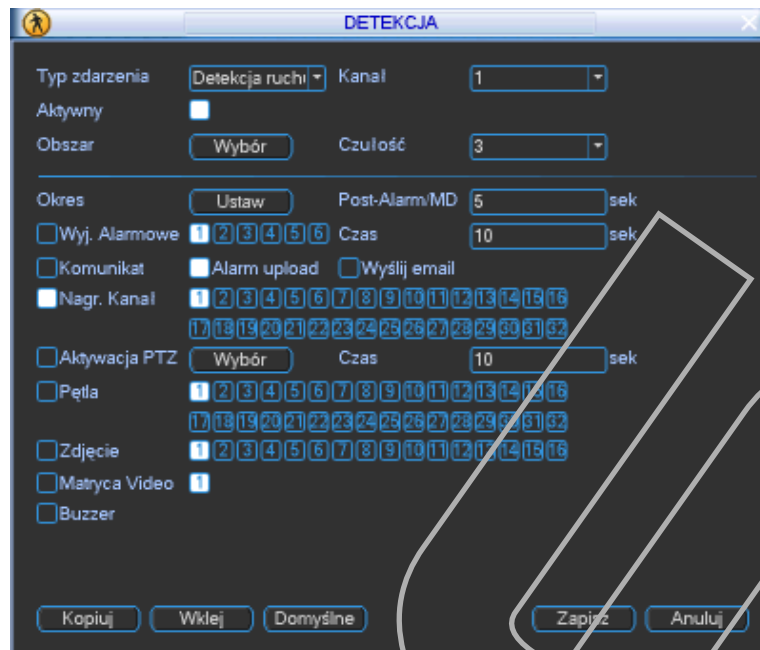 DETEKCJA
Typ zdarzenia Detekcja ruchu Kanał 1
Aktywny
Obszar Wybór Czułość 3
Okres Ustaw Post-Alarm/MD 5 sek
Wyj. Alarmowe 1 2 3 4 5 6 Czas 10 sek
Komunikat Alarm upload Wyślij email
Nagr. Kanał 1 2 3 4 5 6 7 8 9 10 11 12 13 14 15 16
17 18 19 20 21 22 23 24 25 26 27 28 29 30 31 32
Aktywacja PTZ Wybór Czas 10 sek
Pętla 1 2 3 4 5 6 7 8 9 10 11 12 13 14 15 16
17 18 19 20 21 22 23 24 25 26 27 28 29 30 31 32
Zdjęcie 1 2 3 4 5 6 7 8 9 10 11 12 13 14 15 16
Matryca Video 1
Buzzer
Kopiuj Wklej Domyślne Zapisz Anuluj